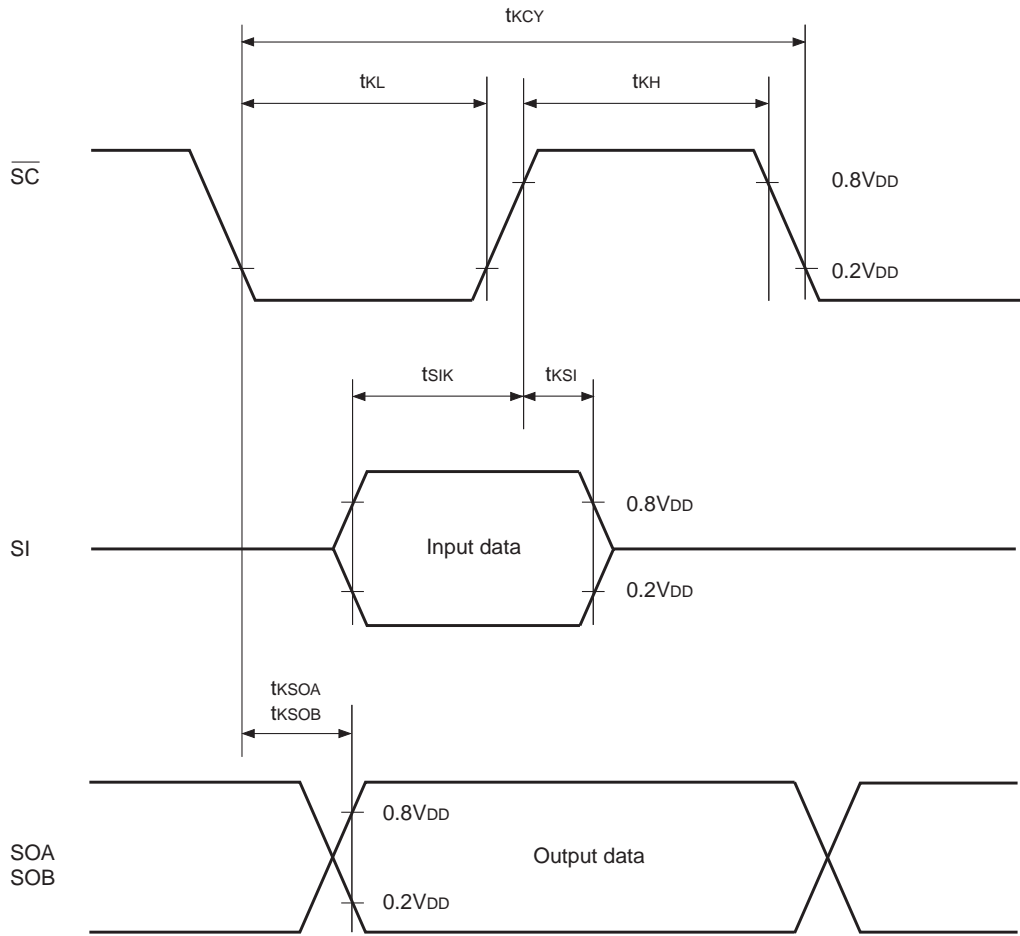 tKCY
tKL
tKH
SC
0.8VDD
0.2VDD
tSIK
tKSI
0.8VDD
SI
Input data
0.2VDD
tKSOA
tKSOB
0.8VDD
SOA
SOB
Output data
0.2VDD